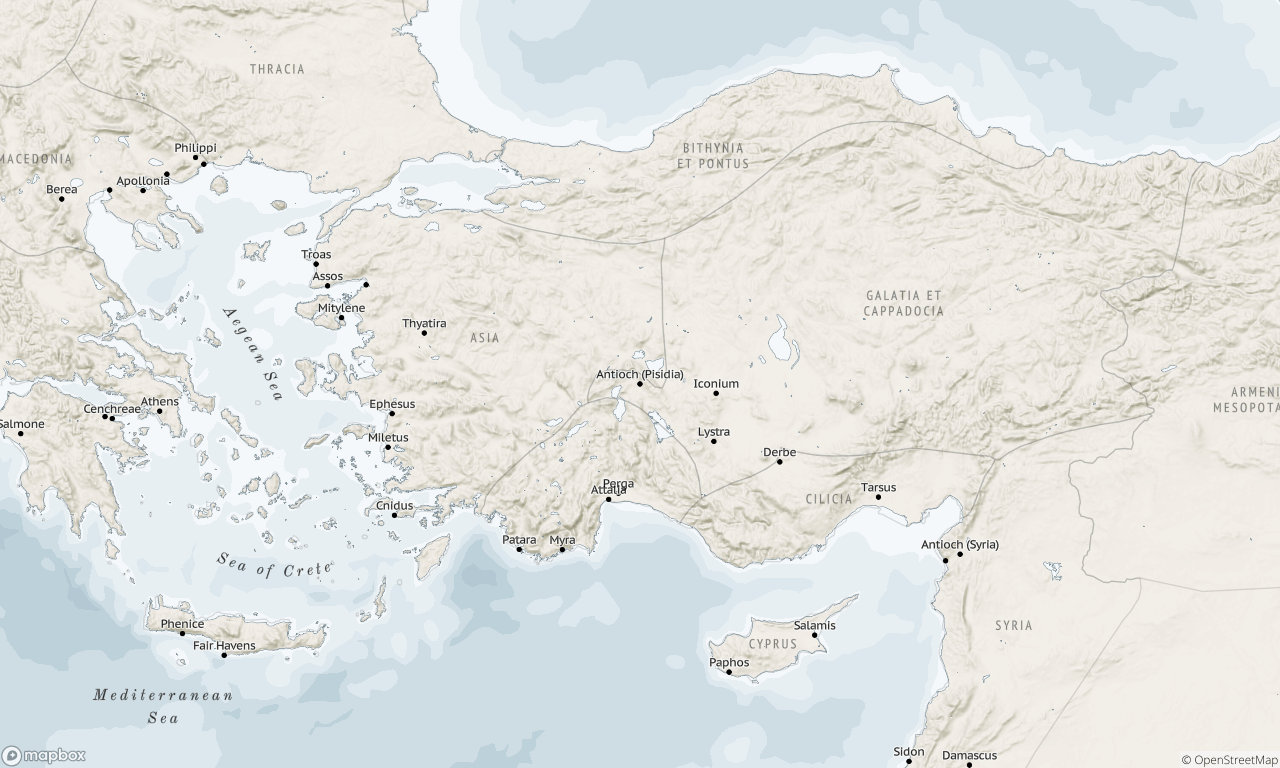 THRACIA
BITHYNIA
ET PONTUS
Philippi
MACEDONIA
Apollonia
Berea
Troas
Assos
Mitylene
Aegean Sea
Thyatira
ASIA
GALATIA ET
CAPPADOCIA
Antioch (Pisidia)
Iconium
ARMENI
MESOPOTA
Athens
Cenchreae
Salmone
Ephesus
Miletus
Lystra
Derbe
Perga
Attalia
Tarsus
CILICIA
Cnidus
Patara
Myra
Antioch (Syria)
Sea of Crete
Phenice
Fair Havens
Salamis
CYPRUS
Paphos
SYRIA
Mediterranean
Sea
Sidon
Damascus
mapbox
© OpenStreetMap